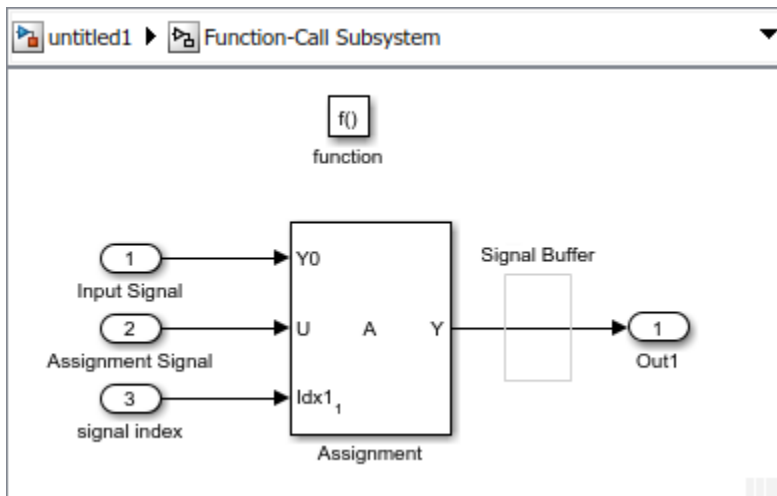 untitled1 Function-Call Subsystem
f()
function
1
Y0
Input Signal
Signal Buffer
2
U A Y
1
Assignment Signal
Out1
3
Idx1 1
signal index
Assignment